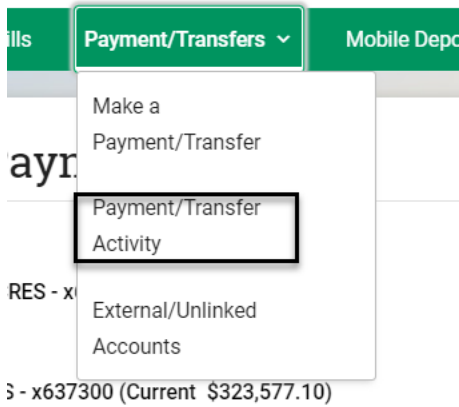 ills Payment/Transfers Mobile Depo
Make a
Payment/Transfer
ayn
Payment/Transfer
Activity
RES - x
External/Unlinked
Accounts
S - x637300 (Current $323,577.10)